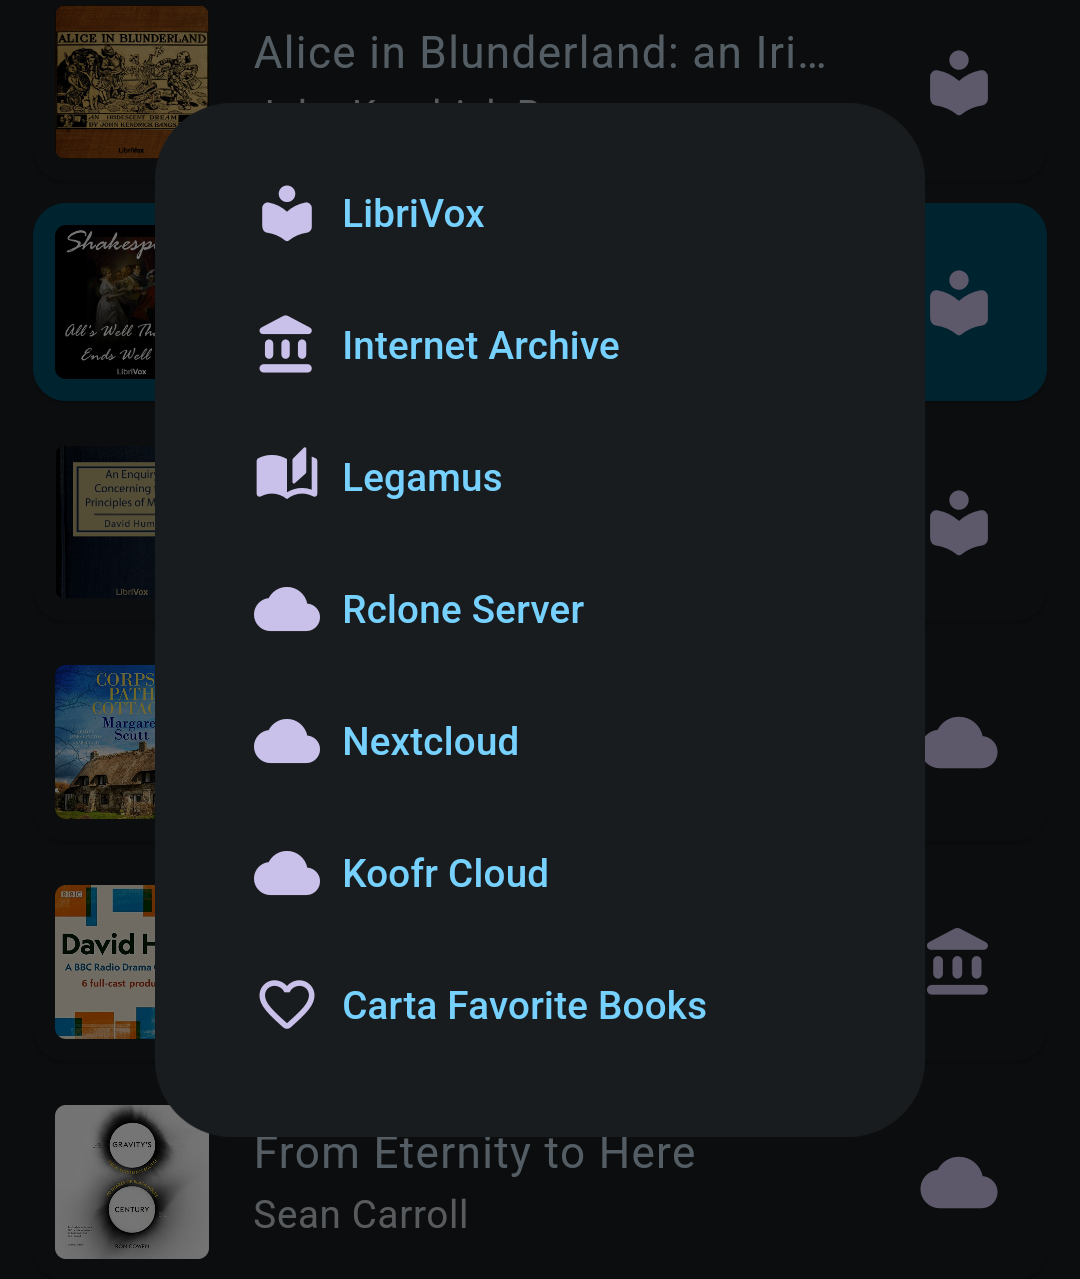 ALICE IN BLUNDERLAND
AN IRIDESCENT DREAM
BY JOHN KENDRICK BANGS
LibriVox
Alice in Blunderland: an Iri...
LibriVox
Internet Archive
Legamus
Rclone Server
Nextcloud
Koofr Cloud
Carta Favorite Books
All's Well
Ends Well
LibriVox
An Enquiry
Concerning
Principles of M
David Hum
LibriVox
CORPS
PATH
COTTAG
Margare
Scutt
BBC
David H
A BBC Radio Drama
6 full-cast produ
From Eternity to Here
Sean Carroll
GRAVITY'S
CENTURY
RON COWEN